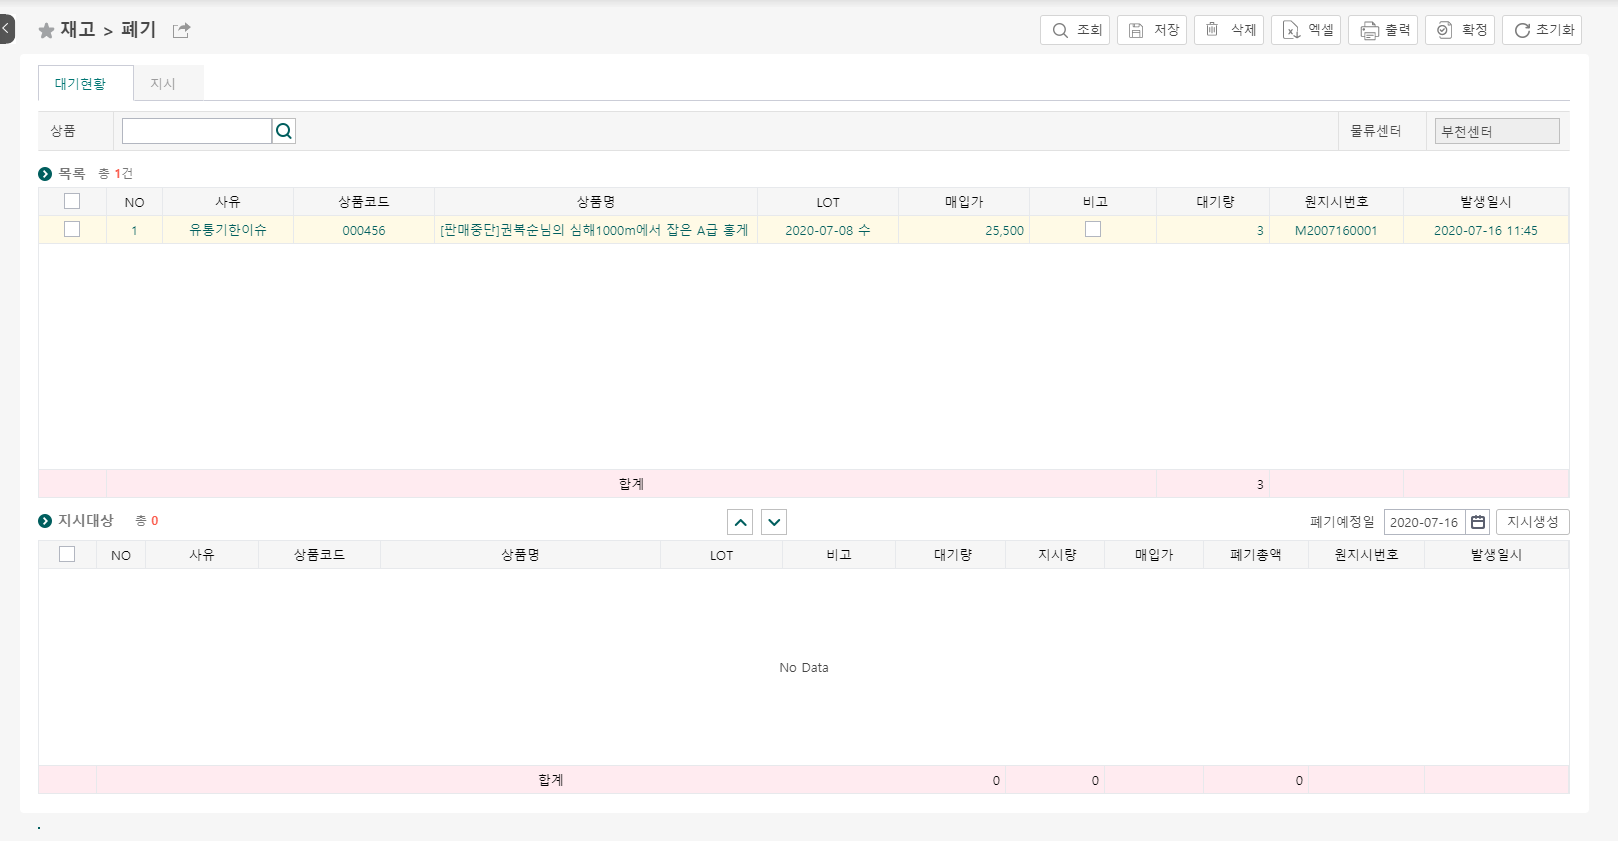 재고 > 폐기
조회 저장 삭제 엑셀 출력 확정 초기화
대기현황 지시
상품 물류센터 부천센터
목록 총 1건
NO 사유 상품코드 상품명 LOT 매입가 비고 대기량 원지시번호 발생일시
1 유통기한이슈 000456 [판매중단]권복순님의 심해1000m에서 잡은 A급 홍게 2020-07-08 수 25,500 3 M2007160001 2020-07-16 11:45
합계 3
지시대상 총 0 폐기예정일 2020-07-16 지시생성
NO 사유 상품코드 상품명 LOT 비고 대기량 지시량 매입가 폐기총액 원지시번호 발생일시
No Data
합계 0 0 0